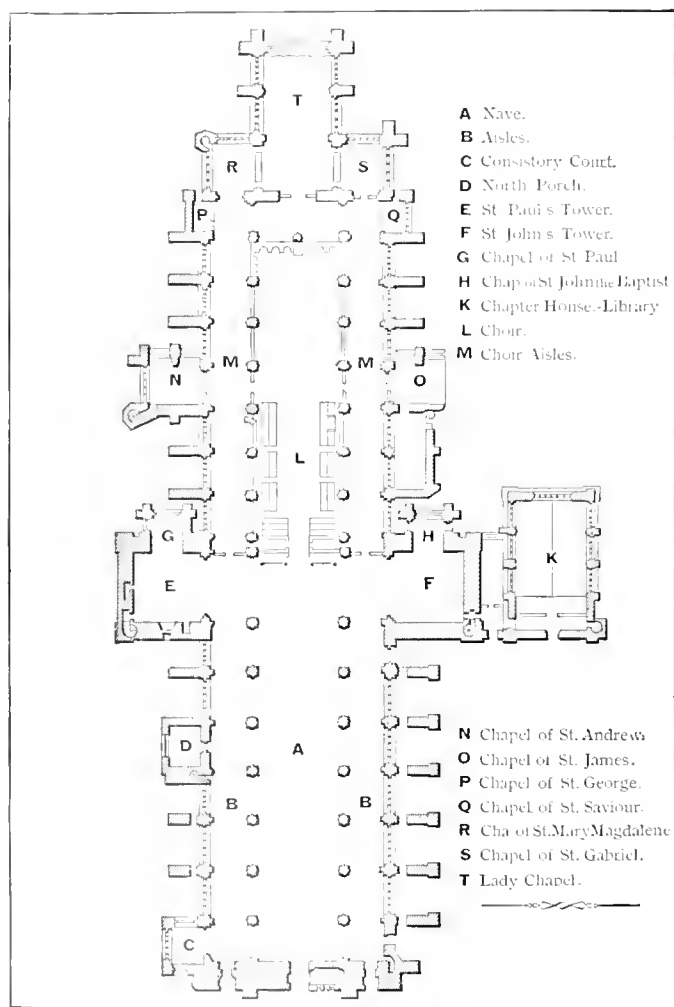 T
R
S
P
Q
N
M
M
O
L
G
H
E
F
K
D
A
B
B
C
A Nave.
B Aisles.
C Consistory Court.
D North Porch.
E St Paul's Tower.
F St John's Tower.
G Chapel of St Paul
H Chap of St John the Baptist
K Chapter House.-Library
L Choir.
M Choir Aisles.
N Chapel of St. Andrew
O Chapel of St. James.
P Chapel of St. George.
Q Chapel of St. Saviour.
R Cha of St. Mary Magdalene
S Chapel of St. Gabriel.
T Lady Chapel.